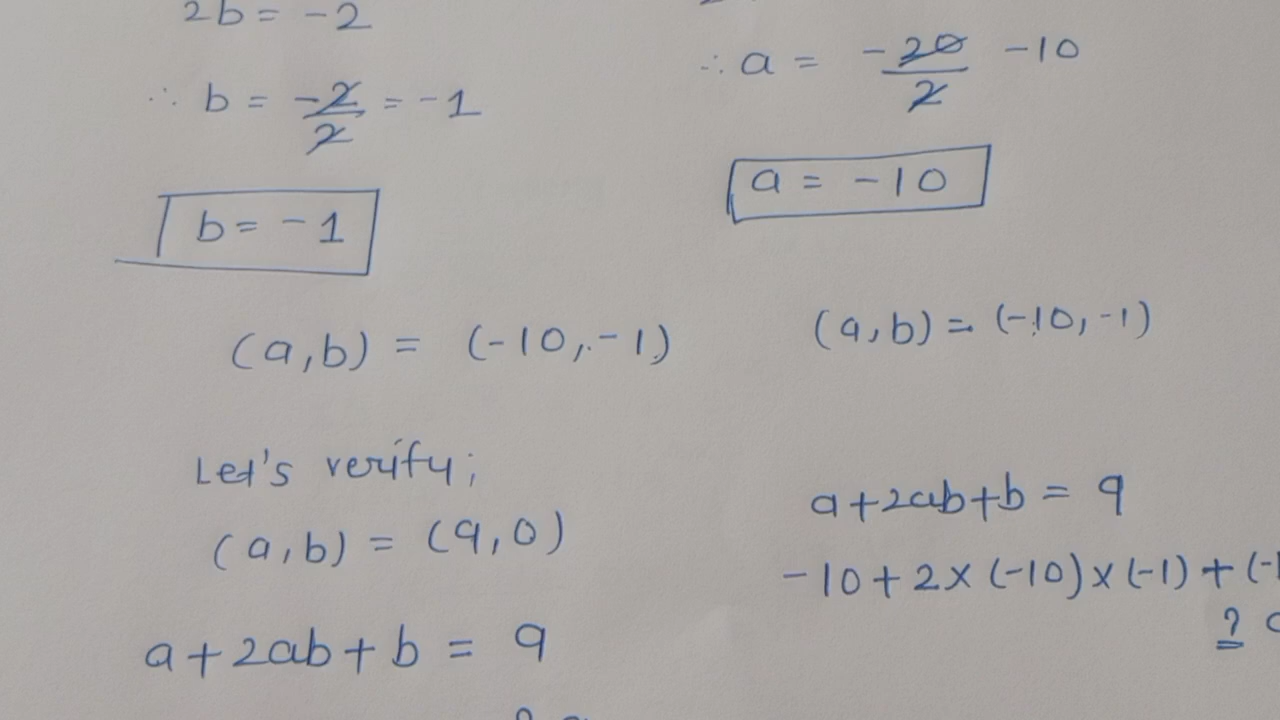 2b = -2
∴ b = -2/2 = -1
b = -1
(a,b) = (-10,-1)
Let's verify;
(a,b) = (9,0)
a+2ab+b = 9
∴ a = -20/2 -10
a = -10
(a,b) = (-10,-1)
a+2ab+b = 9
-10+2×(-10)×(-1)+(-1
?